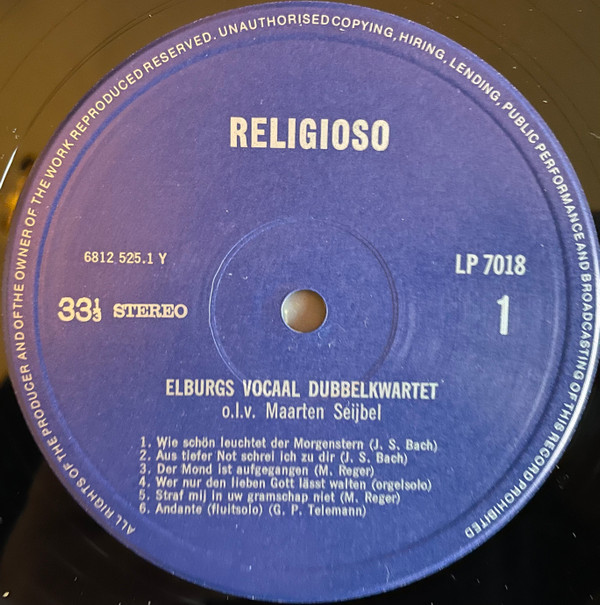 ALL RIGHTS OF THE PRODUCER AND OF THE OWNER OF THE WORK REPRODUCED RESERVED. UNAUTHORISED COPYING, HIRING, LENDING, PUBLIC PERFORMANCE AND BROADCASTING OF THIS RECORD PROHIBITED
RELIGIOSO
6812 525.1 Y
LP 7018
33⅓ STEREO
1
ELBURGS VOCAAL DUBBELKWARTET
o.l.v. Maarten Seijbel
1. Wie schön leuchtet der Morgenstern (J. S. Bach)
2. Aus tiefer Not schrei ich zu dir (J. S. Bach)
3. Der Mond ist aufgegangen (M. Reger)
4. Wer nur den lieben Gott lässt walten (orgelsolo)
5. Straf mij in uw gramschap niet (M. Reger)
6. Andante (fluitsolo) (G. P. Telemann)